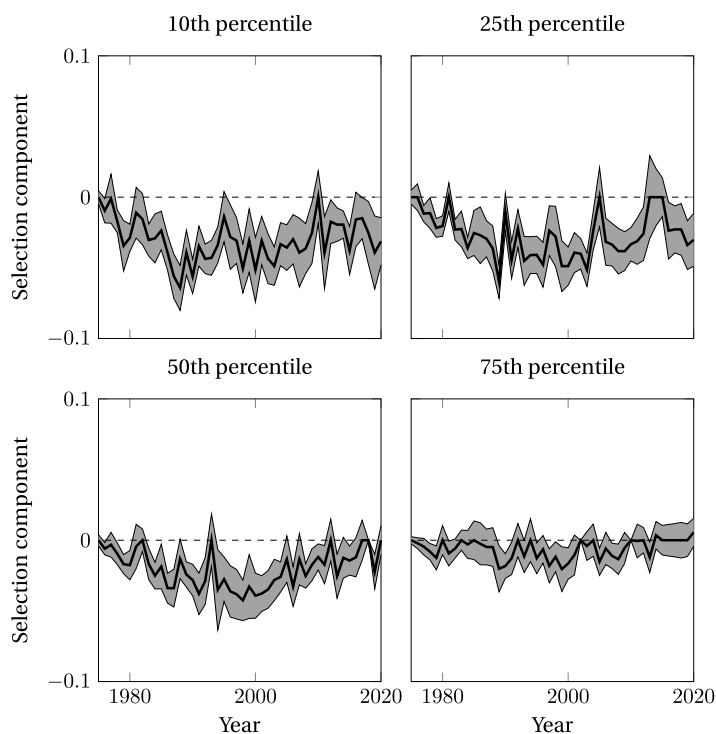 10th percentile
25th percentile
0.1
0
−0.1
Selection component
50th percentile
75th percentile
0.1
0
−0.1
Selection component
1980
2000
2020
1980
2000
2020
Year
Year